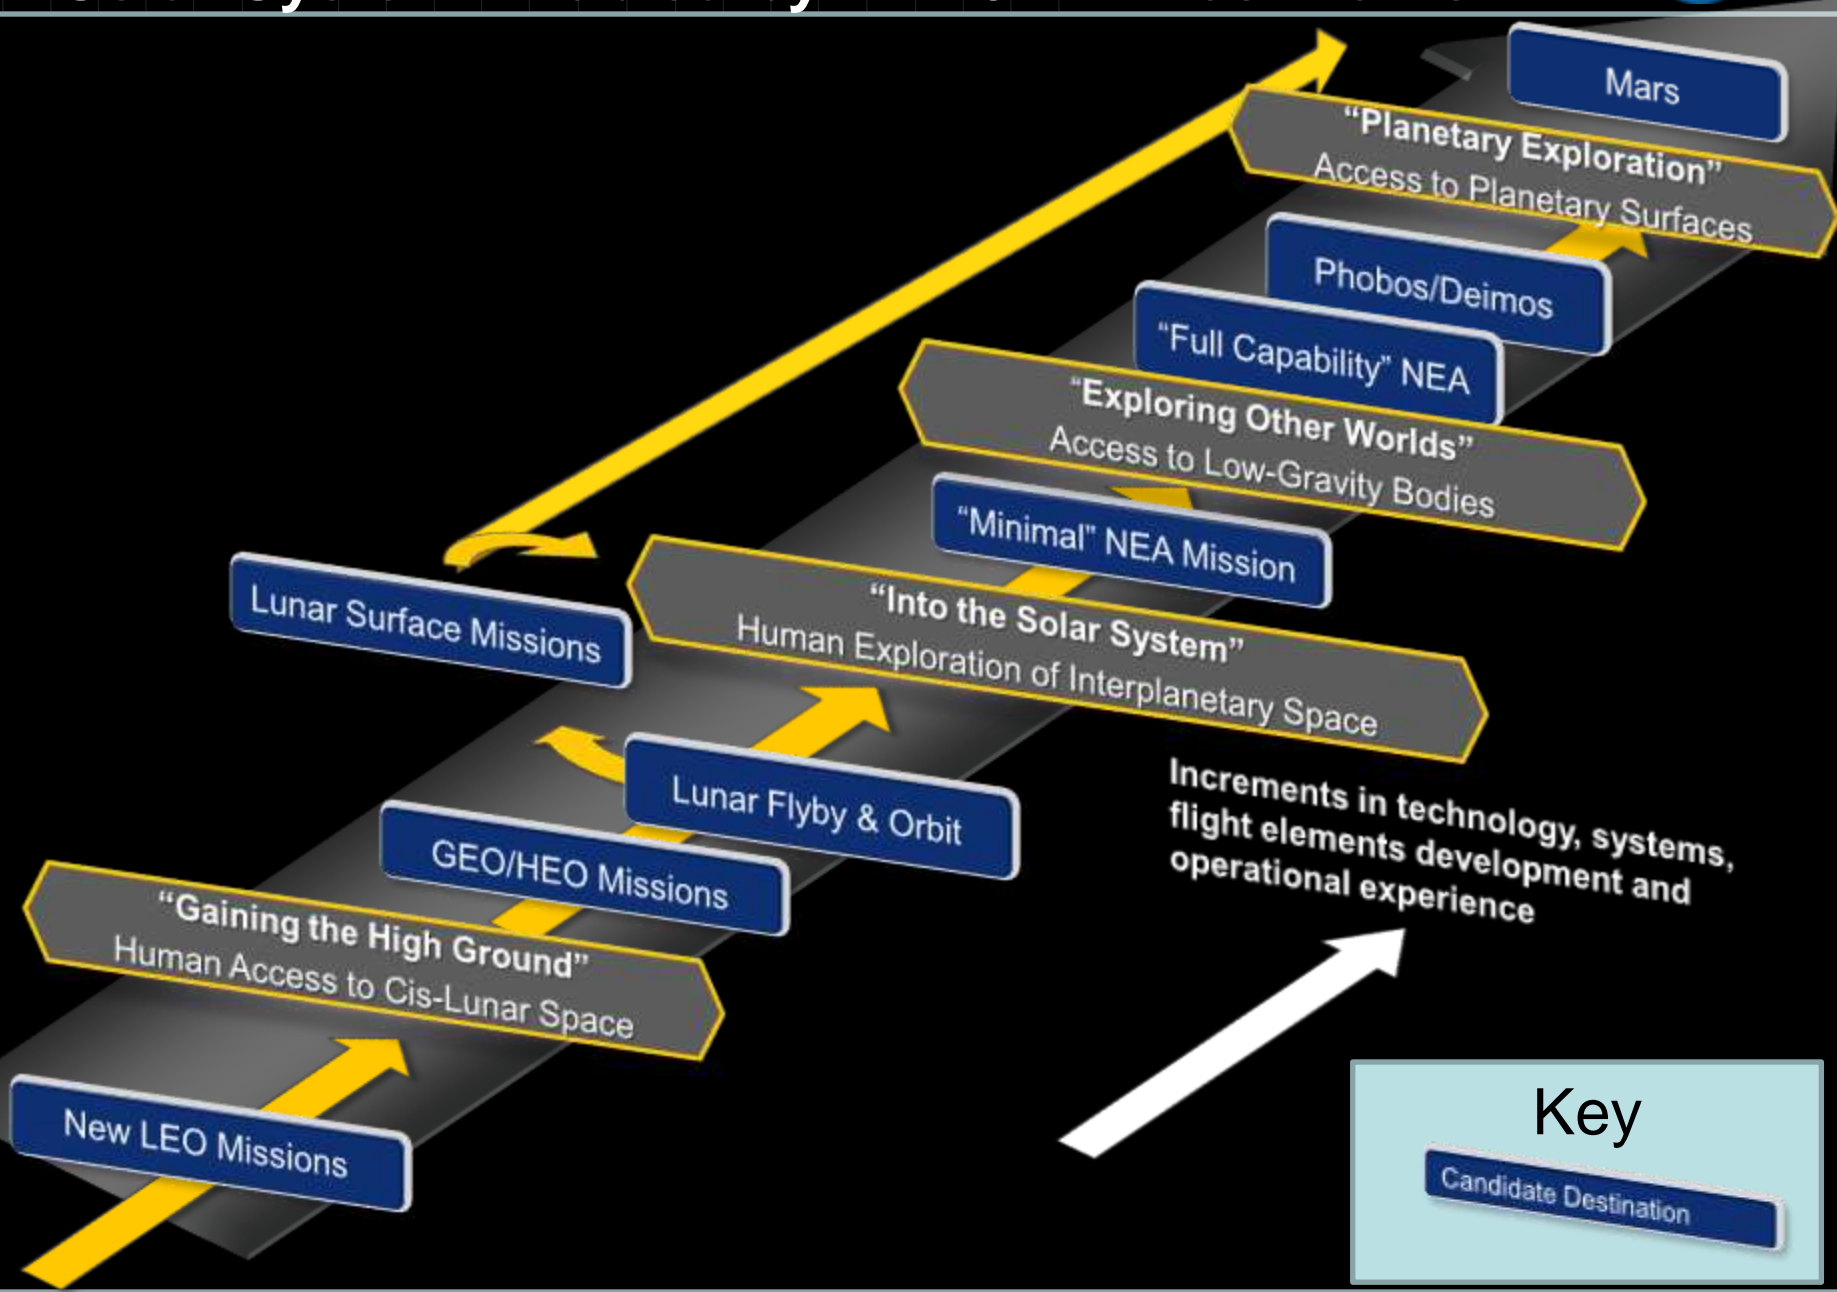 Mars
“Planetary Exploration”
Access to Planetary Surfaces
Phobos/Deimos
“Full Capability” NEA
“Exploring Other Worlds”
Access to Low-Gravity Bodies
“Minimal” NEA Mission
“Into the Solar System”
Human Exploration of Interplanetary Space
Lunar Surface Missions
Lunar Flyby & Orbit
GEO/HEO Missions
“Gaining the High Ground”
Human Access to Cis-Lunar Space
New LEO Missions
Increments in technology, systems,
flight elements development and
operational experience
Key
Candidate Destination